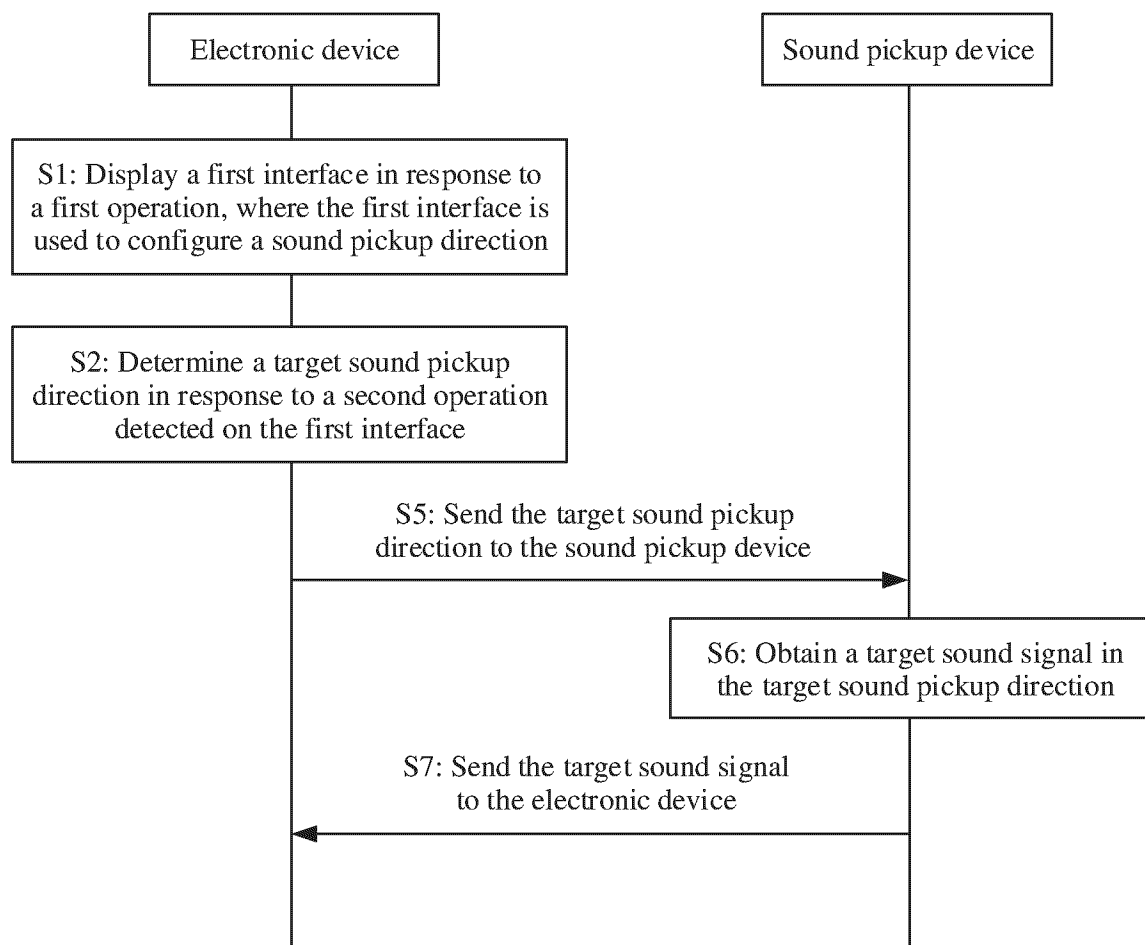 Electronic device
Sound pickup device
S1: Display a first interface in response to
a first operation, where the first interface is
used to configure a sound pickup direction
S2: Determine a target sound pickup
direction in response to a second operation
detected on the first interface
S5: Send the target sound pickup
direction to the sound pickup device
S6: Obtain a target sound signal in
the target sound pickup direction
S7: Send the target sound signal
to the electronic device